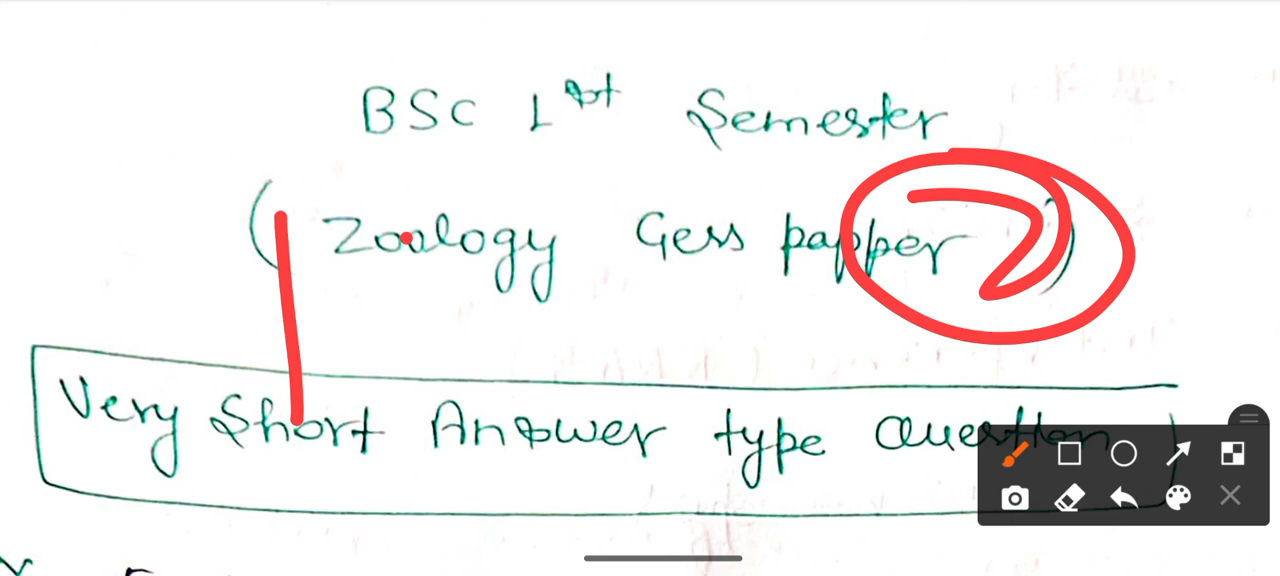 BSc 1st Semester
( Zoology Gess papper )
Very Short Answer type Question